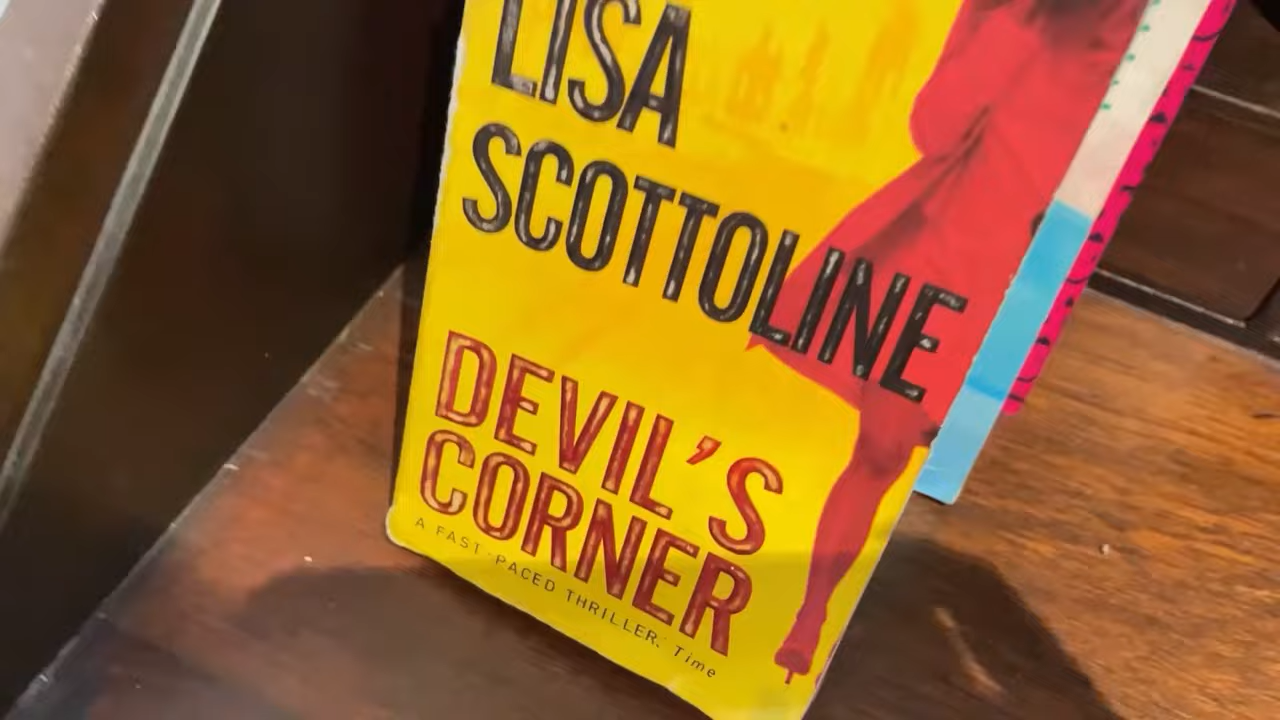 LISA
SCOTTOLINE
DEVIL'S
CORNER
A FAST-PACED THRILLER. Time